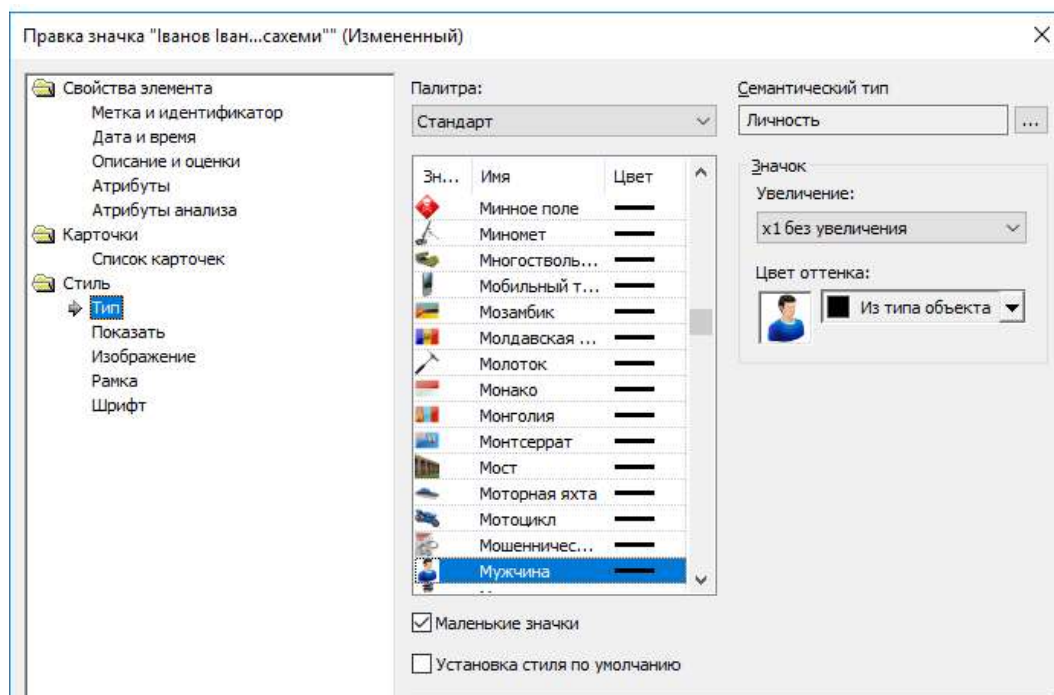 Правка значка "Іванов Іван...сахеми"" (Измененный)
Свойства элемента
Метка и идентификатор
Дата и время
Описание и оценки
Атрибуты
Атрибуты анализа
Карточки
Список карточек
Стиль
Тип
Показать
Изображение
Рамка
Шрифт
Палитра:
Стандарт
Зн... Имя Цвет
Минное поле
Миномет
Многостволь...
Мобильный т...
Мозамбик
Молдавская ...
Молоток
Монако
Монголия
Монтсеррат
Мост
Моторная яхта
Мотоцикл
Мошенничес...
Мужчина
Маленькие значки
Установка стиля по умолчанию
Семантический тип
Личность ...
Значок
Увеличение:
x1 без увеличения
Цвет оттенка:
Из типа объекта